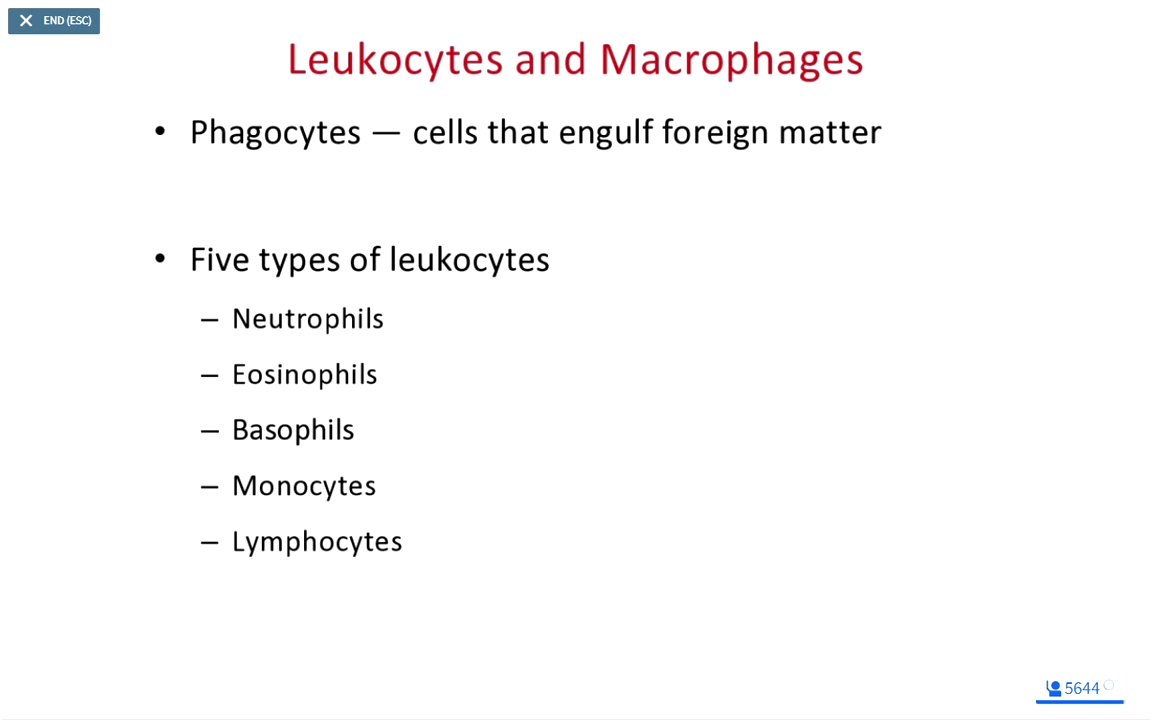 END (ESC)
Leukocytes and Macrophages
• Phagocytes — cells that engulf foreign matter
• Five types of leukocytes
– Neutrophils
– Eosinophils
– Basophils
– Monocytes
– Lymphocytes
5644